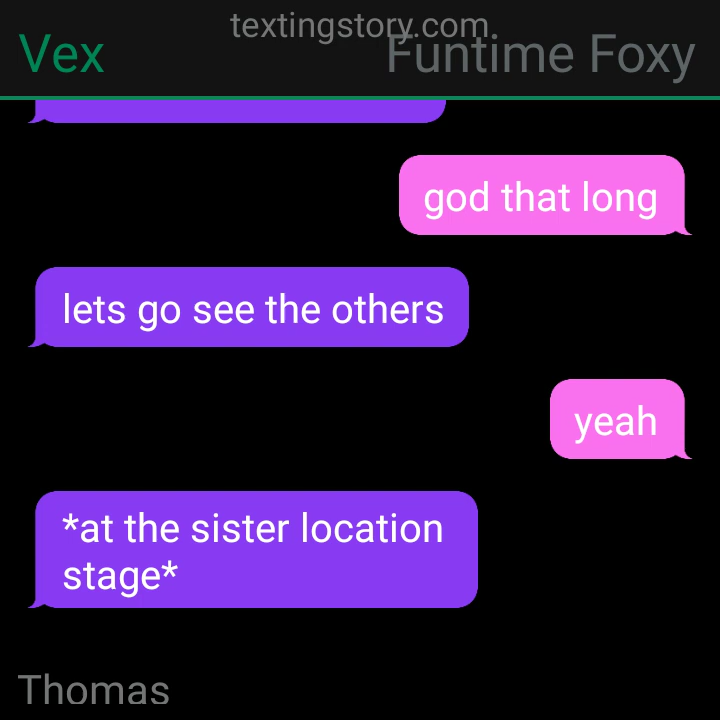 textingstory.com
Vex
Funtime Foxy
god that long
lets go see the others
yeah
*at the sister location
stage*
Thomas